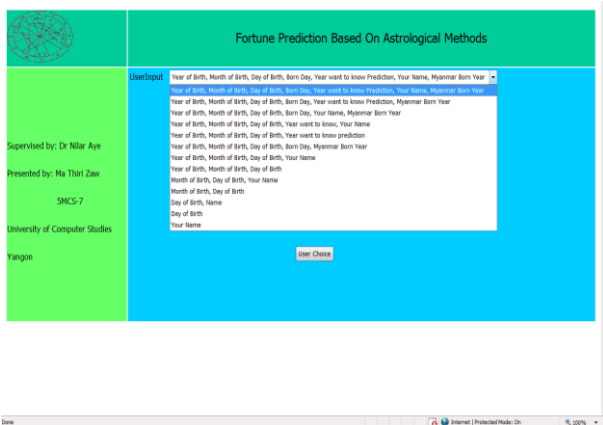 Fortune Prediction Based On Astrological Methods
UserInput
Year of Birth, Month of Birth, Day of Birth, Born Day, Year want to know Prediction, Your Name, Myanmar Born Year
Year of Birth, Month of Birth, Day of Birth, Born Day, Year want to know Prediction, Your Name, Myanmar Born Year
Year of Birth, Month of Birth, Day of Birth, Born Day, Year want to know Prediction, Myanmar Born Year
Year of Birth, Month of Birth, Day of Birth, Born Day, Your Name, Myanmar Born Year
Year of Birth, Month of Birth, Day of Birth, Year want to know, Your Name
Year of Birth, Month of Birth, Day of Birth, Year want to know prediction
Year of Birth, Month of Birth, Day of Birth, Born Day, Myanmar Born Year
Year of Birth, Month of Birth, Day of Birth, Your Name
Year of Birth, Month of Birth, Day of Birth
Month of Birth, Day of Birth, Your Name
Month of Birth, Day of Birth
Day of Birth, Name
Day of Birth
Your Name
User Choice
Supervised by: Dr Nilar Aye
Presented by: Ma Thiri Zaw
5MCS-7
University of Computer Studies
Yangon
Done
Internet | Protected Mode: On
100%